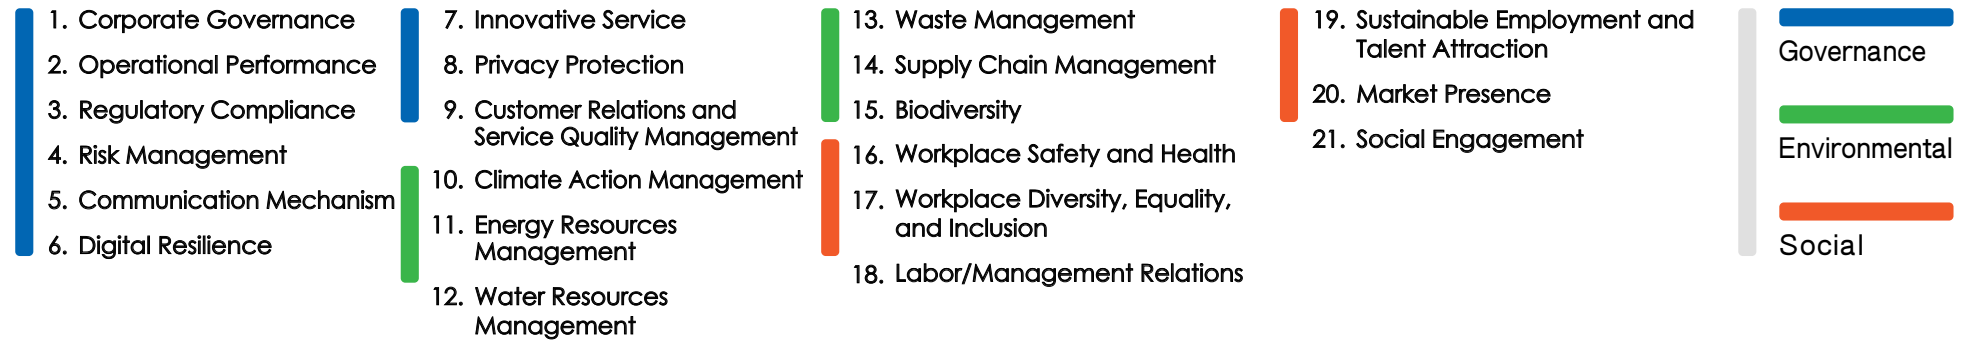 1. Corporate Governance
2. Operational Performance
3. Regulatory Compliance
4. Risk Management
5. Communication Mechanism
6. Digital Resilience
7. Innovative Service
8. Privacy Protection
9. Customer Relations and
Service Quality Management
10. Climate Action Management
11. Energy Resources
Management
12. Water Resources
Management
13. Waste Management
14. Supply Chain Management
15. Biodiversity
16. Workplace Safety and Health
17. Workplace Diversity, Equality,
and Inclusion
18. Labor/Management Relations
19. Sustainable Employment and
Talent Attraction
20. Market Presence
21. Social Engagement
Governance
Environmental
Social